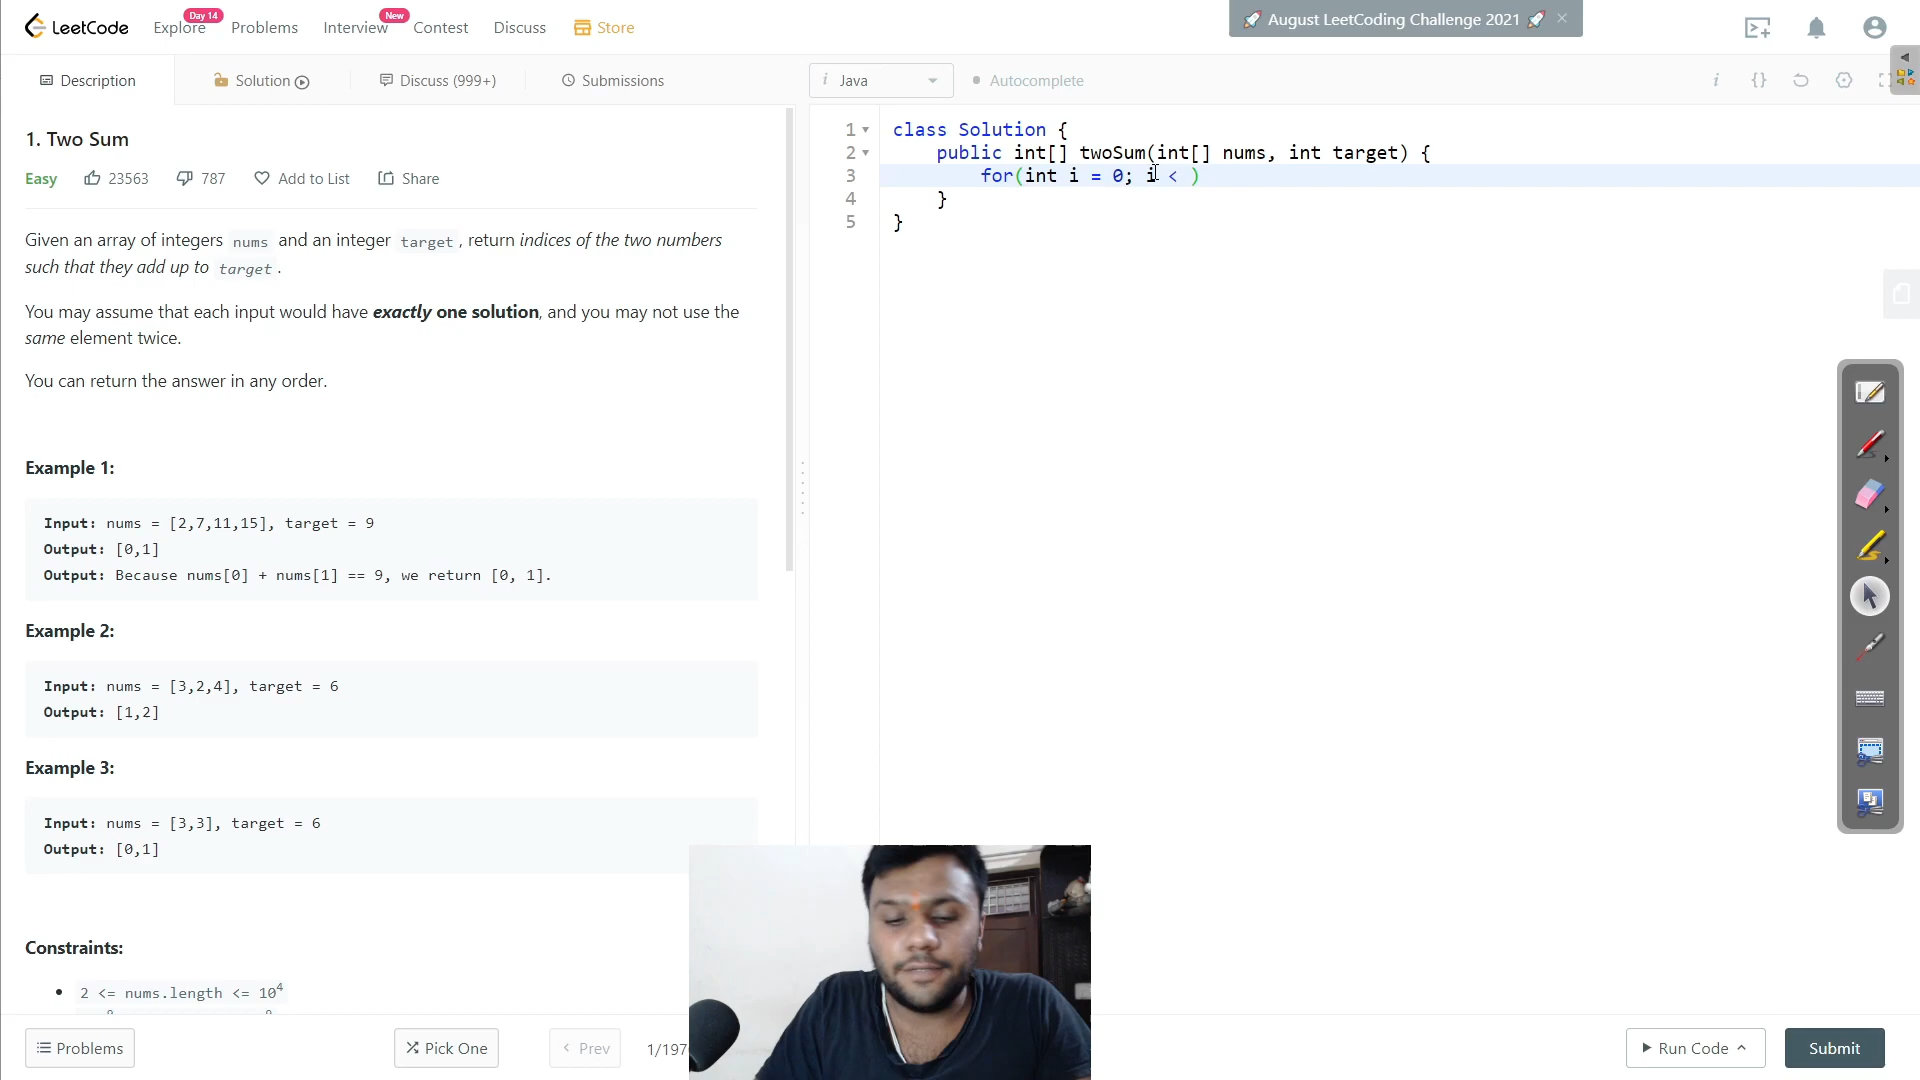 LeetCode
Explore
Day 14
Problems
Interview
New
Contest
Discuss
Store
🚀 August LeetCoding Challenge 2021 🚀 ×
Description
Solution
Discuss (999+)
Submissions
i Java
Autocomplete
i {}
1. Two Sum
Easy 23563 787 Add to List Share
Given an array of integers nums and an integer target, return indices of the two numbers
such that they add up to target.
You may assume that each input would have exactly one solution, and you may not use the
same element twice.
You can return the answer in any order.
Example 1:
Input: nums = [2,7,11,15], target = 9
Output: [0,1]
Output: Because nums[0] + nums[1] == 9, we return [0, 1].
Example 2:
Input: nums = [3,2,4], target = 6
Output: [1,2]
Example 3:
Input: nums = [3,3], target = 6
Output: [0,1]
Constraints:
• 2 <= nums.length <= 10⁴
1 class Solution {
2 public int[] twoSum(int[] nums, int target) {
3 for(int i = 0; i < )
4 }
5 }
Problems
Pick One
< Prev
1/197
Run Code
Submit